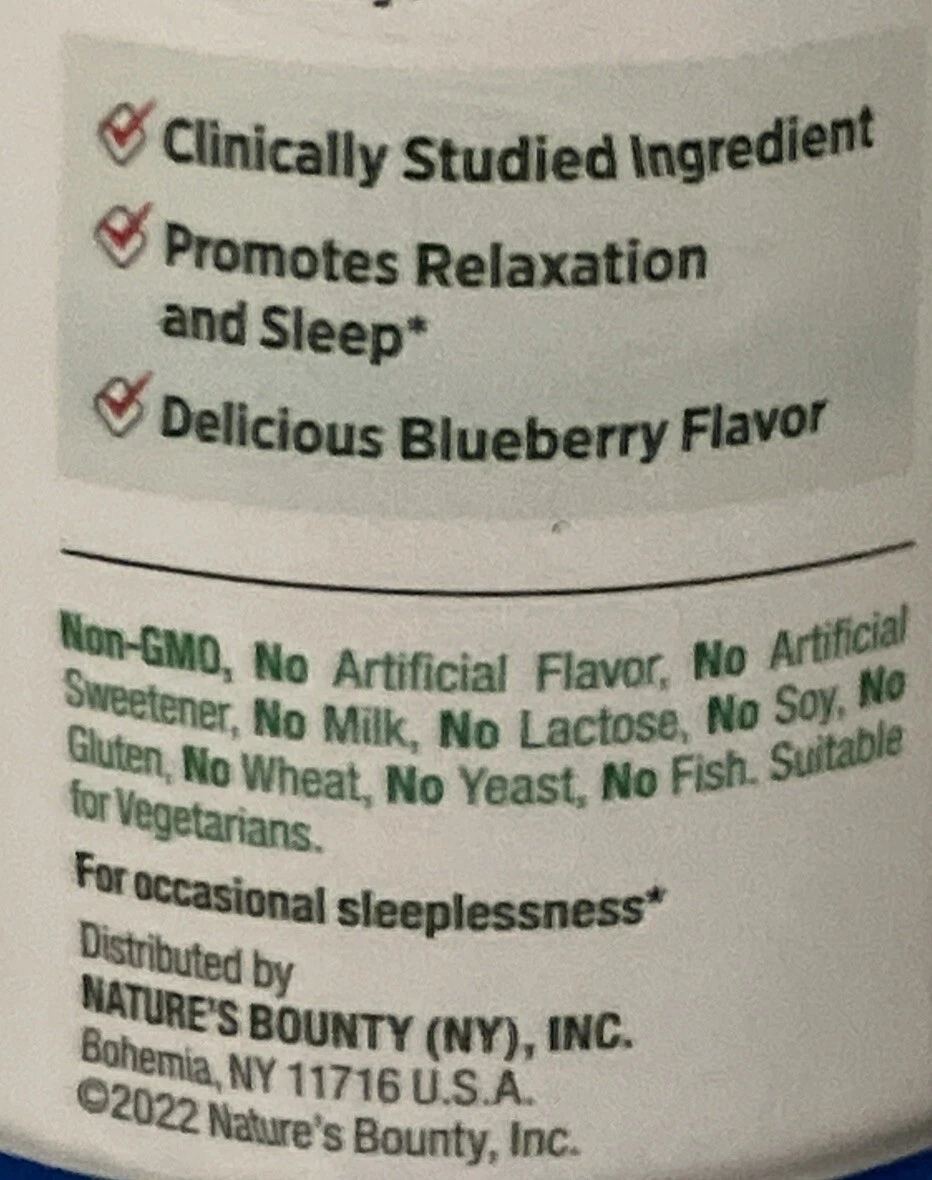 Clinically Studied Ingredient
Promotes Relaxation
and Sleep*
Delicious Blueberry Flavor
Non-GMO, No Artificial Flavor, No Artificial
Sweetener, No Milk, No Lactose, No Soy, No
Gluten, No Wheat, No Yeast, No Fish. Suitable
for Vegetarians.
For occasional sleeplessness*
Distributed by
NATURE'S BOUNTY (NY), INC.
Bohemia, NY 11716 U.S.A.
©2022 Nature's Bounty, Inc.